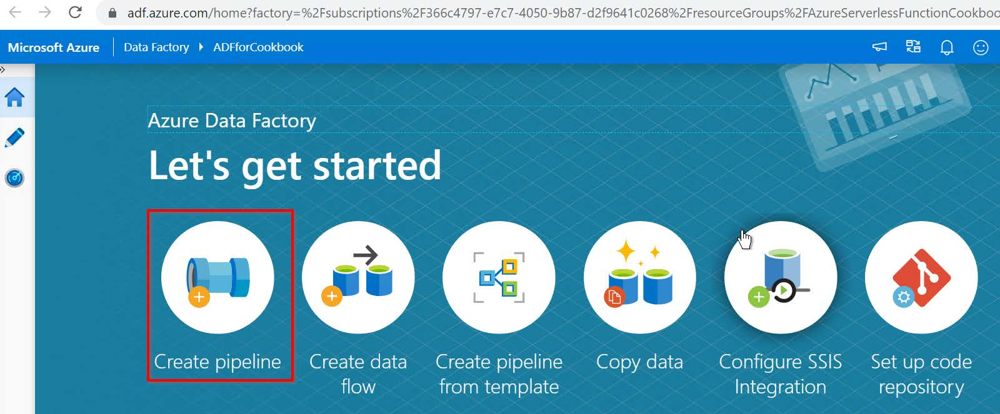 adf.azure.com/home?factory=%2Fsubscriptions%2F366c4797-e7c7-4050-9b87-d2f9641c0268%2FresourceGroups%2FAzureServerlessFunctionCookboo
Microsoft Azure Data Factory ADFforCookbook
Azure Data Factory
Let's get started
Create pipeline
Create data
flow
Create pipeline
from template
Copy data
Configure SSIS
Integration
Set up code
repository